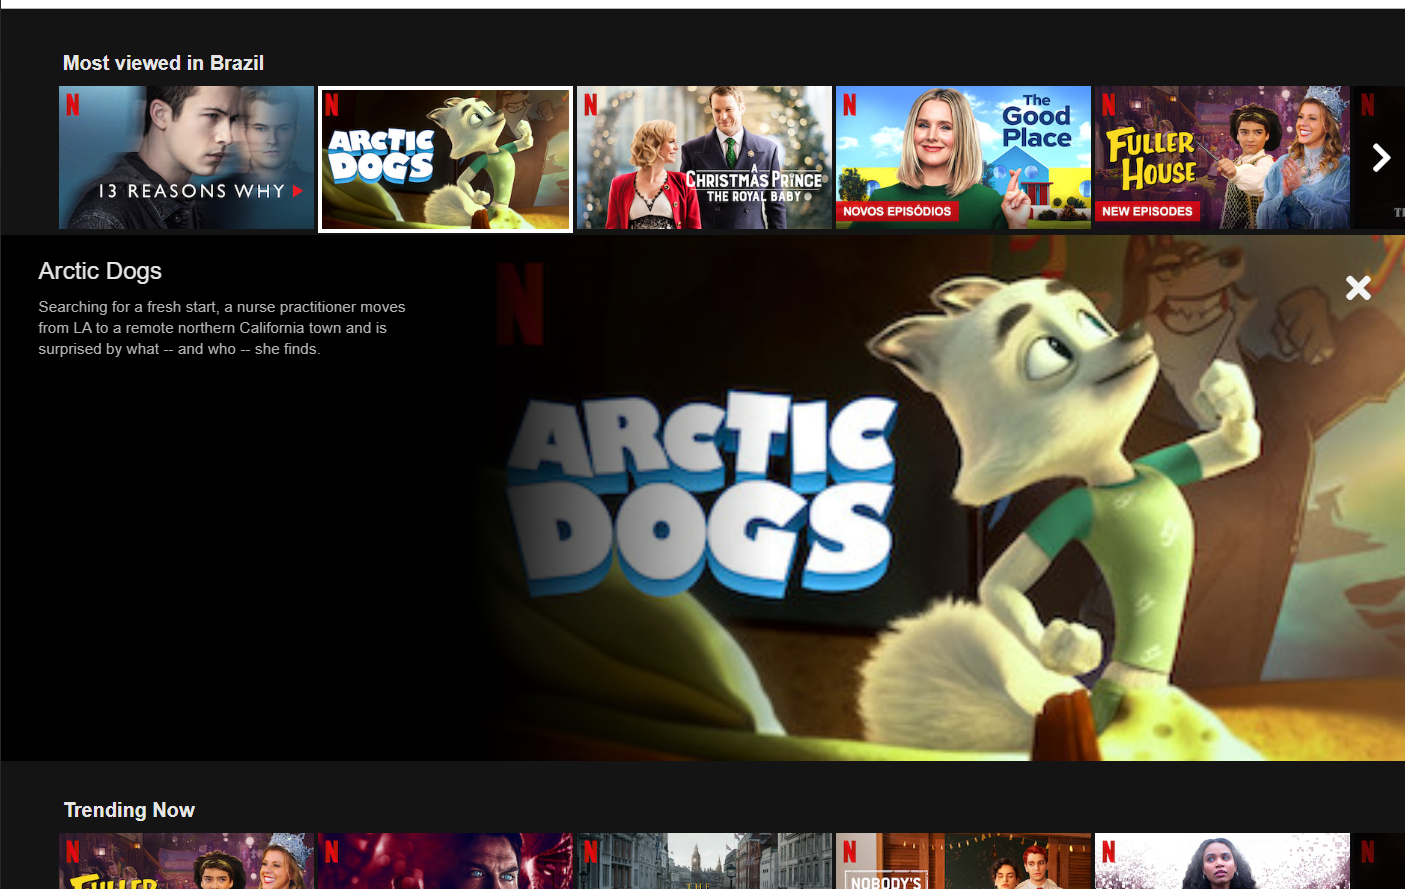 Most viewed in Brazil
N
13 REASONS WHY
N
ARCTIC
DOGS
N
A
CHRISTMAS PRINCE
THE ROYAL BABY
N
The
Good
Place
NOVOS EPISÓDIOS
N
FULLER
HOUSE
NEW EPISODES
N
Arctic Dogs
Searching for a fresh start, a nurse practitioner moves
from LA to a remote northern California town and is
surprised by what -- and who -- she finds.
N
ARCTIC
DOGS
Trending Now
N
FULLER
N
N
THE
N
NOBODY'S
N
N